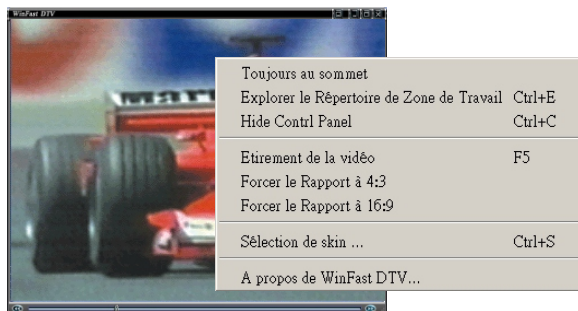 WinFast DTV
Toujours au sommet
Explorer le Répertoire de Zone de Travail Ctrl+E
Hide Contrl Panel Ctrl+C
Etirement de la vidéo F5
Forcer le Rapport à 4:3
Forcer le Rapport à 16:9
Sélection de skin ... Ctrl+S
A propos de WinFast DTV...